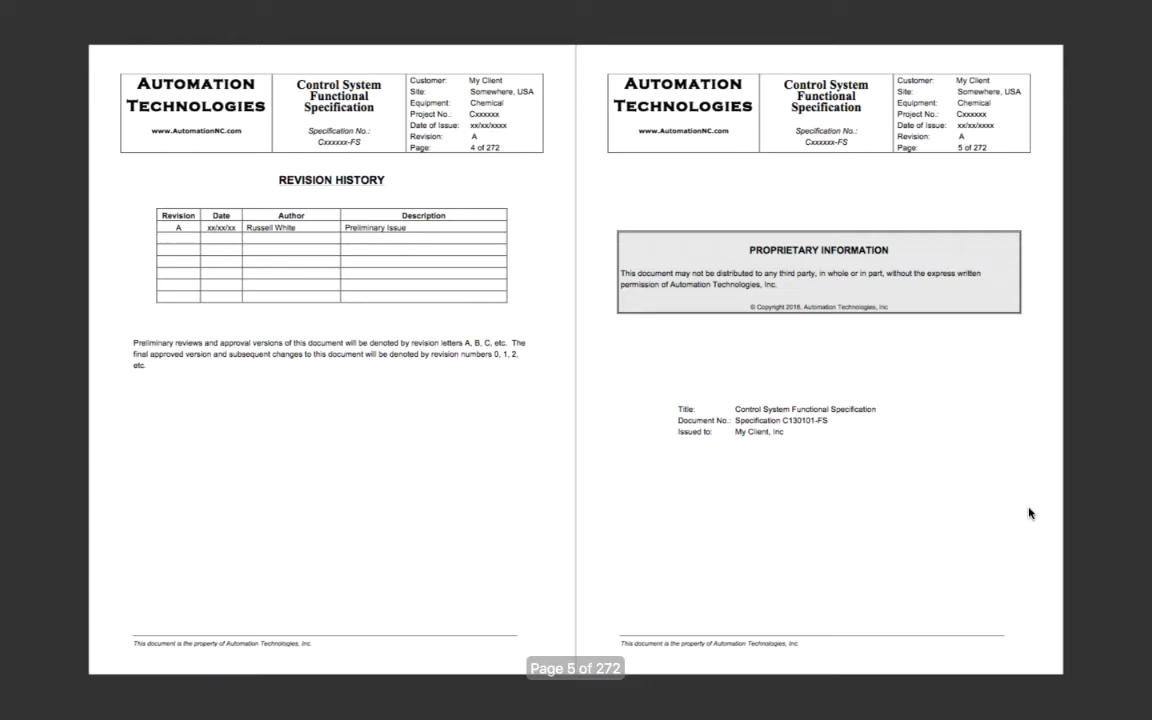 AUTOMATION
TECHNOLOGIES
www.AutomationNC.com
Control System
Functional
Specification
Specification No.:
Cxxxxxx-FS
Customer: My Client
Site: Somewhere, USA
Equipment: Chemical
Project No.: Cxxxxxx
Date of Issue: xx/xx/xxxx
Revision: A
Page: 4 of 272
REVISION HISTORY
Revision Date Author Description
A xx/xx/xx Russell White Preliminary Issue
Preliminary reviews and approval versions of this document will be denoted by revision letters A, B, C, etc. The
final approved version and subsequent changes to this document will be denoted by revision numbers 0, 1, 2,
etc.
This document is the property of Automation Technologies, Inc.
AUTOMATION
TECHNOLOGIES
www.AutomationNC.com
Control System
Functional
Specification
Specification No.:
Cxxxxxx-FS
Customer: My Client
Site: Somewhere, USA
Equipment: Chemical
Project No.: Cxxxxxx
Date of Issue: xx/xx/xxxx
Revision: A
Page: 5 of 272
PROPRIETARY INFORMATION
This document may not be distributed to any third party, in whole or in part, without the express written
permission of Automation Technologies, Inc.
© Copyright 2016, Automation Technologies, Inc
Title: Control System Functional Specification
Document No.: Specification C130101-FS
Issued to: My Client, Inc
This document is the property of Automation Technologies, Inc.
Page 5 of 272